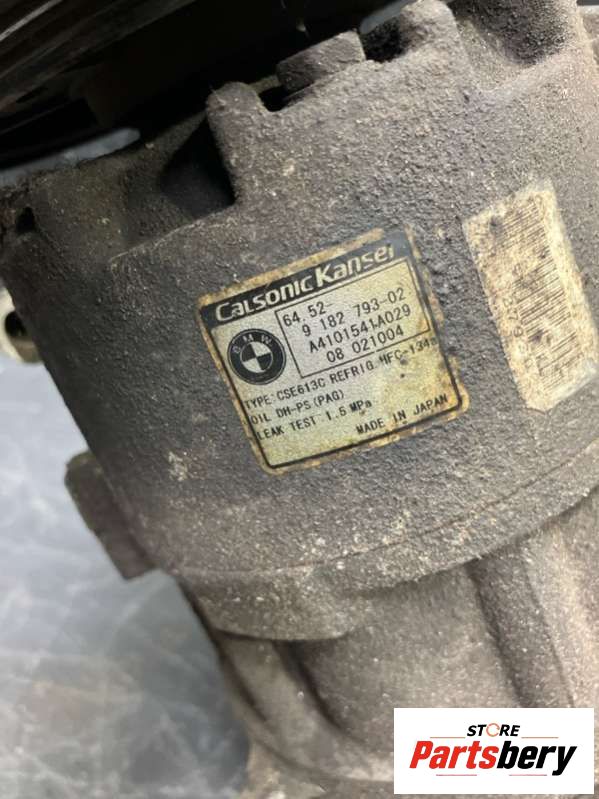 Calsonic Kansei
BMW
64.52-
9 182 793-02
A4101541A029
08 021004
TYPE: CSE613C REFRIG. HFC-134a
OIL DH-PS (PAG)
LEAK TEST 1.5 MPa
MADE IN JAPAN
STORE
Partsbery